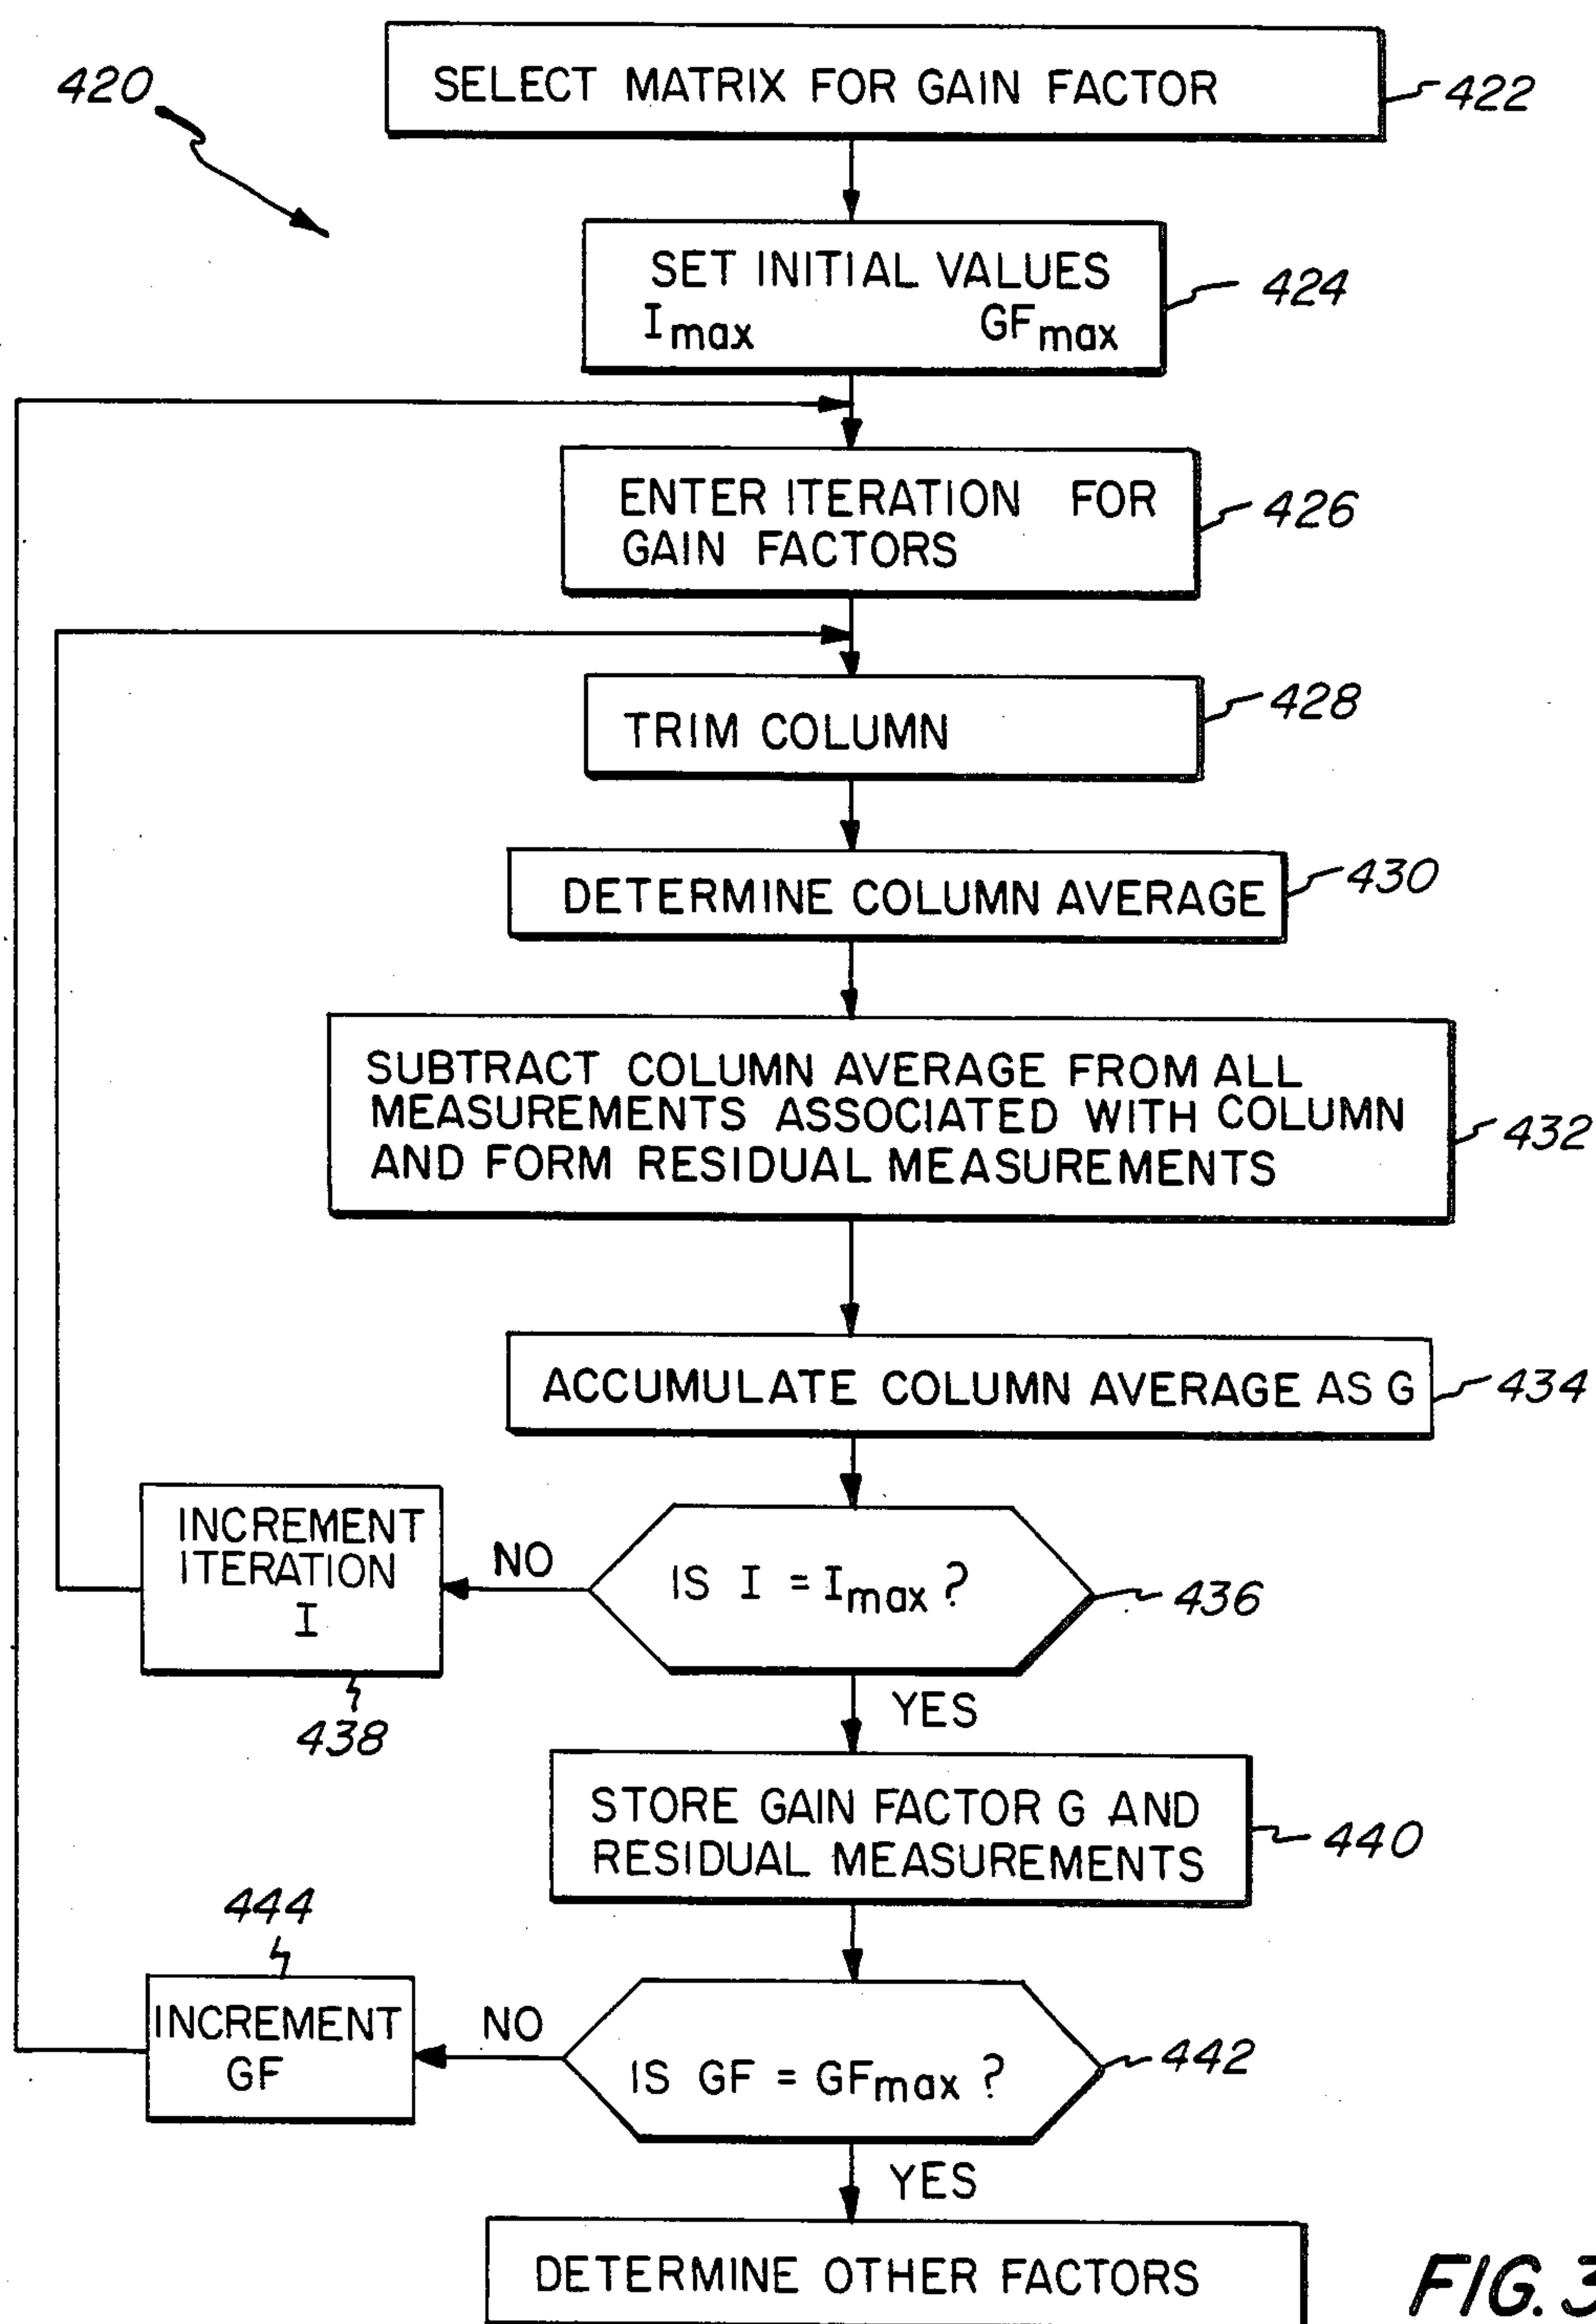 420
SELECT MATRIX FOR GAIN FACTOR
422
SET INITIAL VALUES
Imax GFmax
424
ENTER ITERATION FOR
GAIN FACTORS
426
TRIM COLUMN
428
DETERMINE COLUMN AVERAGE
430
SUBTRACT COLUMN AVERAGE FROM ALL
MEASUREMENTS ASSOCIATED WITH COLUMN
AND FORM RESIDUAL MEASUREMENTS
432
ACCUMULATE COLUMN AVERAGE AS G
434
INCREMENT
ITERATION
I
438
NO
IS I = Imax ?
436
YES
STORE GAIN FACTOR G AND
RESIDUAL MEASUREMENTS
440
444
INCREMENT
GF
NO
IS GF = GFmax ?
442
YES
DETERMINE OTHER FACTORS
FIG. 3